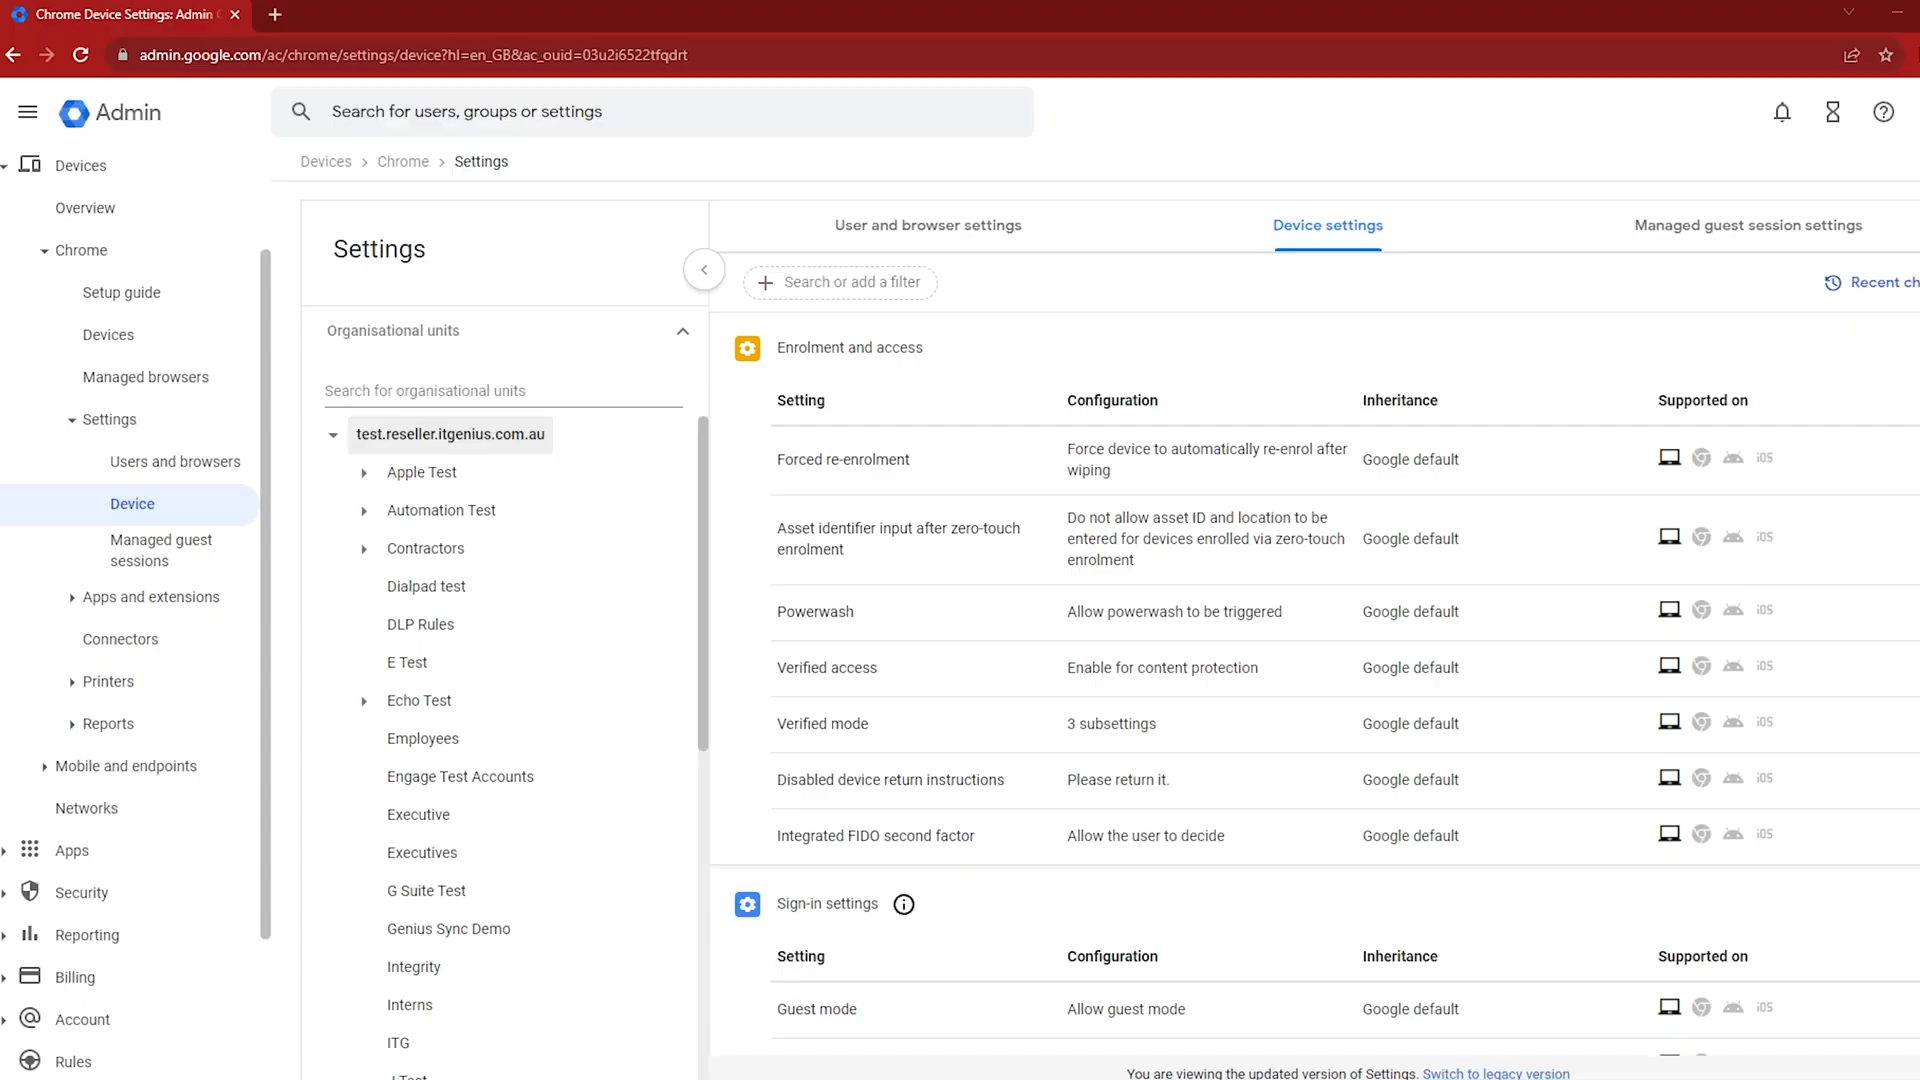 Chrome Device Settings: Admin
admin.google.com/ac/chrome/settings/device?hl=en_GB&ac_ouid=03u2i6522tfqdrt
Admin
Search for users, groups or settings
Devices
Overview
Chrome
Setup guide
Devices
Managed browsers
Settings
Users and browsers
Device
Managed guest
sessions
Apps and extensions
Connectors
Printers
Reports
Mobile and endpoints
Networks
Apps
Security
Reporting
Billing
Account
Rules
Devices > Chrome > Settings
Settings
Organisational units
Search for organisational units
test.reseller.itgenius.com.au
Apple Test
Automation Test
Contractors
Dialpad test
DLP Rules
E Test
Echo Test
Employees
Engage Test Accounts
Executive
Executives
G Suite Test
Genius Sync Demo
Integrity
Interns
ITG
User and browser settings
Device settings
Managed guest session settings
Search or add a filter
Recent ch
Enrolment and access
Setting Configuration Inheritance Supported on
Forced re-enrolment
Force device to automatically re-enrol after
wiping
Google default
iOS
Asset identifier input after zero-touch
enrolment
Do not allow asset ID and location to be
entered for devices enrolled via zero-touch
enrolment
Google default
iOS
Powerwash Allow powerwash to be triggered Google default iOS
Verified access Enable for content protection Google default iOS
Verified mode 3 subsettings Google default iOS
Disabled device return instructions Please return it. Google default iOS
Integrated FIDO second factor Allow the user to decide Google default iOS
Sign-in settings
Setting Configuration Inheritance Supported on
Guest mode Allow guest mode Google default iOS
You are viewing the updated version of Settings. Switch to legacy version